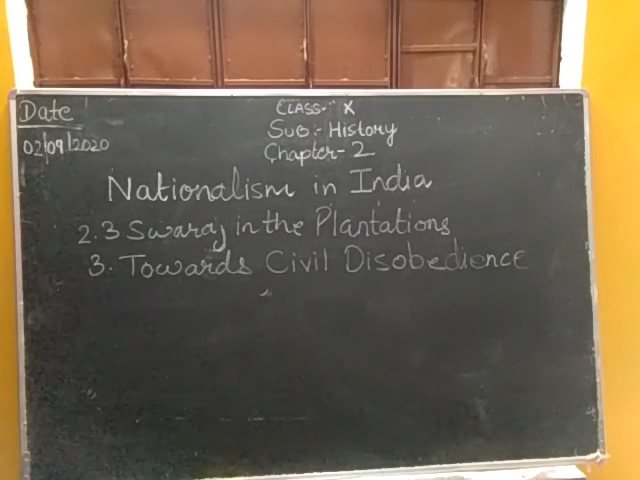 Date
02/09/2020
CLASS:- X
Sub:- History
Chapter- 2
Nationalism in India
2.3 Swaraj in the Plantations
3. Towards Civil Disobedience